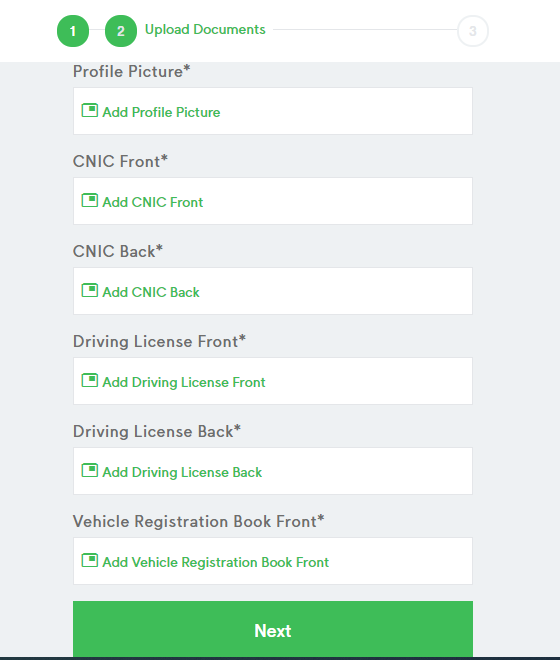 1
2
Upload Documents
3
Profile Picture*
Add Profile Picture
CNIC Front*
Add CNIC Front
CNIC Back*
Add CNIC Back
Driving License Front*
Add Driving License Front
Driving License Back*
Add Driving License Back
Vehicle Registration Book Front*
Add Vehicle Registration Book Front
Next